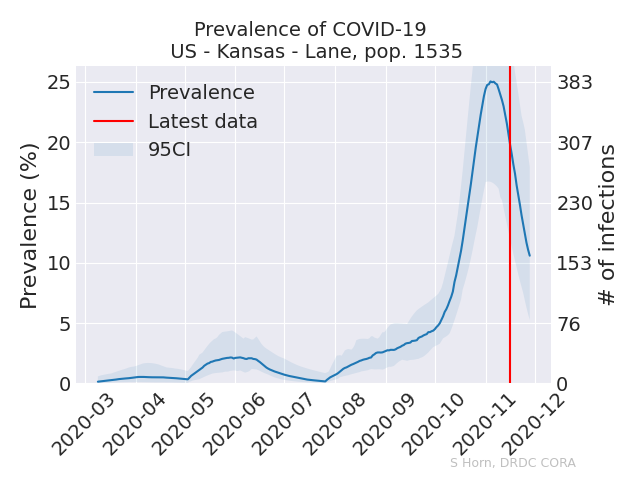 Prevalence of COVID-19
US - Kansas - Lane, pop. 1535
Prevalence
Latest data
95CI
Prevalence (%)
25
20
15
10
5
0
383
307
230
153
76
0
# of infections
2020-03
2020-04
2020-05
2020-06
2020-07
2020-08
2020-09
2020-10
2020-11
2020-12
S Horn, DRDC CORA